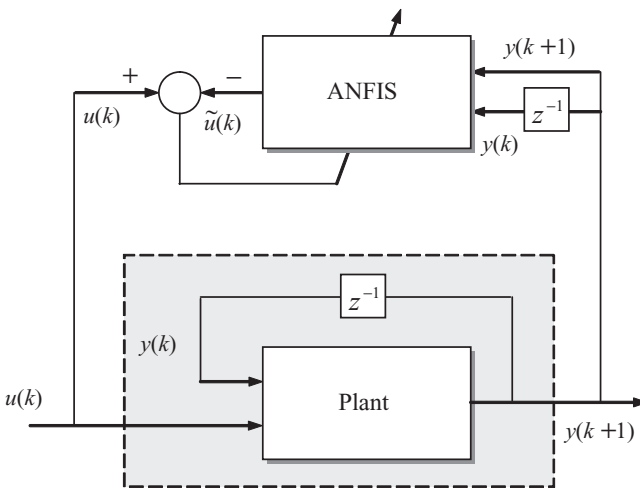 y(k+1)
+
−
ANFIS
u(k)
ũ(k)
z⁻¹
y(k)
z⁻¹
y(k)
Plant
u(k)
y(k+1)